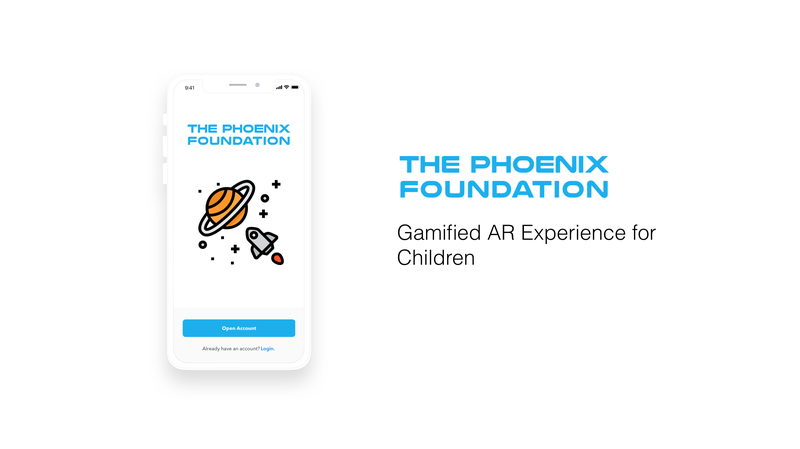 9:41
THE PHOENIX
FOUNDATION
Open Account
Already have an account? Login.
THE PHOENIX
FOUNDATION
Gamified AR Experience for
Children